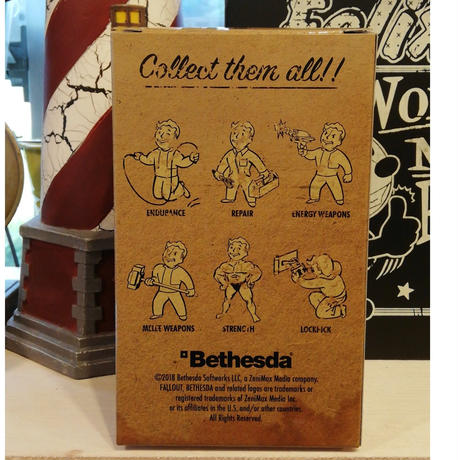 Collect them all!!
ENDURANCE
REPAIR
ENERGY WEAPONS
MELEE WEAPONS
STRENGTH
LOCKPICK
Bethesda
©2018 Bethesda Softworks LLC, a ZeniMax Media company.
FALLOUT, BETHESDA and related logos are trademarks or
registered trademarks of ZeniMax Media Inc.
or its affiliates in the U.S. and/or other countries.
All Rights Reserved.
Felix